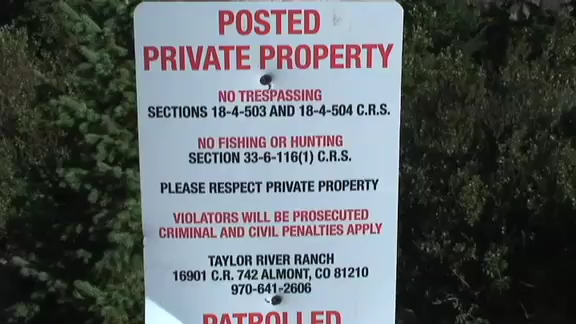 POSTED
PRIVATE PROPERTY
NO TRESPASSING
SECTIONS 18-4-503 AND 18-4-504 C.R.S.
NO FISHING OR HUNTING
SECTION 33-6-116(1) C.R.S.
PLEASE RESPECT PRIVATE PROPERTY
VIOLATORS WILL BE PROSECUTED
CRIMINAL AND CIVIL PENALTIES APPLY
TAYLOR RIVER RANCH
16901 C.R. 742 ALMONT, CO 81210
970-641-2606
PATROLLED